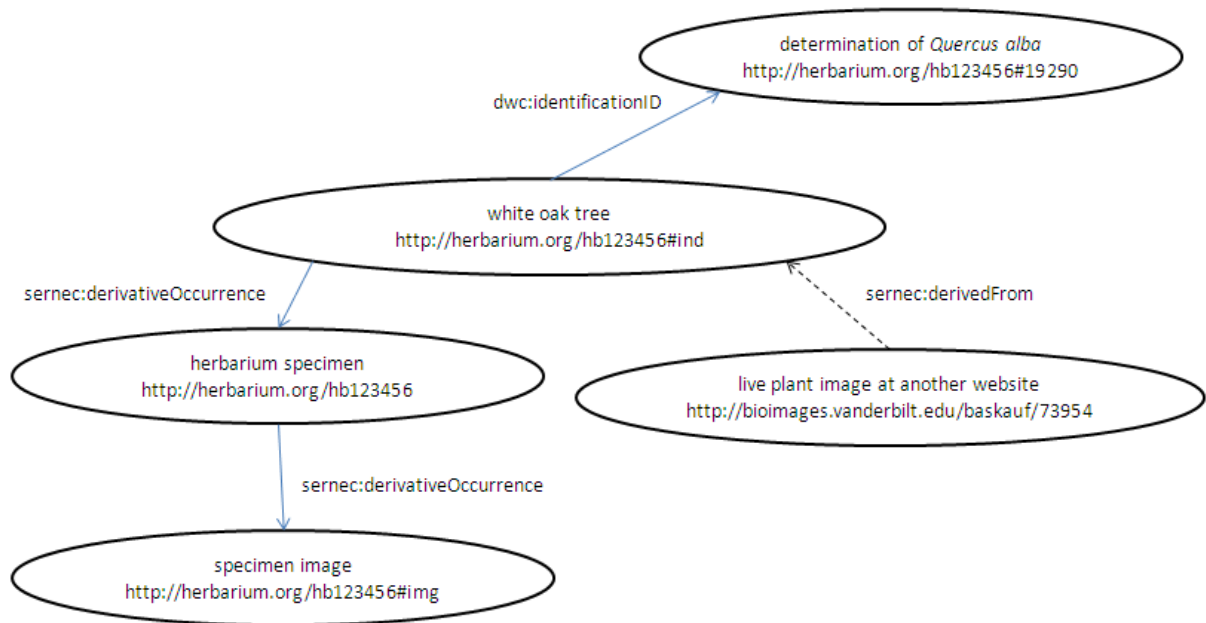 determination of Quercus alba
http://herbarium.org/hb123456#19290
dwc:identificationID
white oak tree
http://herbarium.org/hb123456#ind
sernec:derivativeOccurrence
sernec:derivedFrom
herbarium specimen
http://herbarium.org/hb123456
live plant image at another website
http://bioimages.vanderbilt.edu/baskauf/73954
sernec:derivativeOccurrence
specimen image
http://herbarium.org/hb123456#img